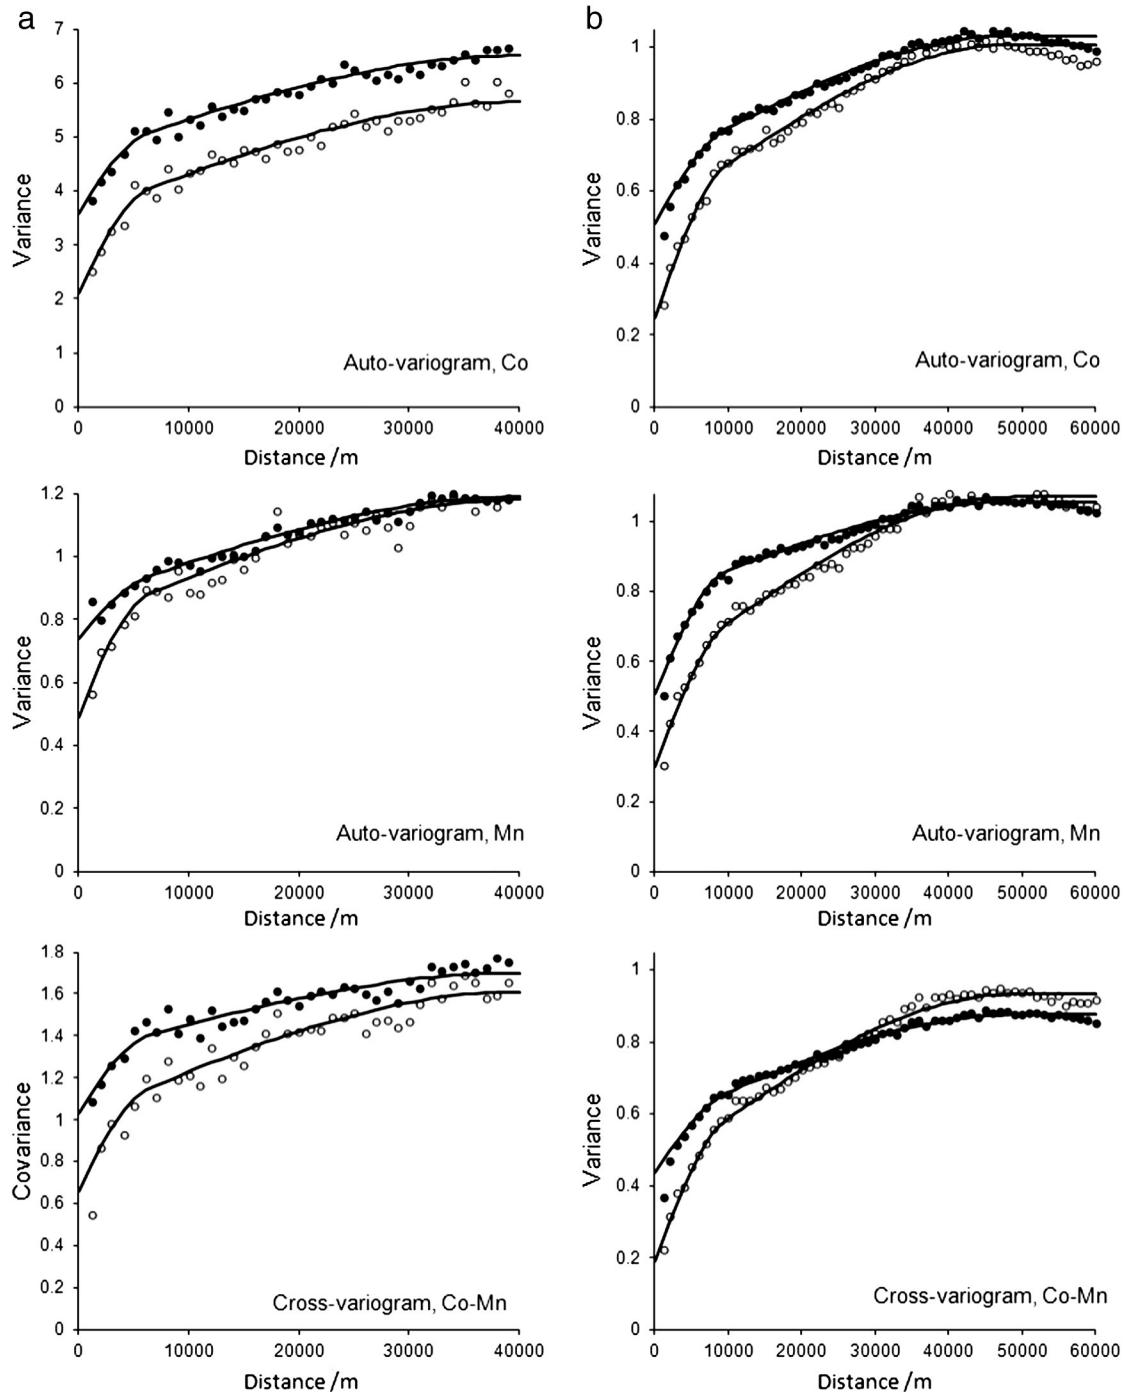 a
b
7
6
5
4
3
2
1
0
Variance
Auto-variogram, Co
0 10000 20000 30000 40000
Distance /m
1
0.8
0.6
0.4
0.2
0
Variance
Auto-variogram, Co
0 10000 20000 30000 40000 50000 60000
Distance /m
1.2
1
0.8
0.6
0.4
0.2
0
Variance
Auto-variogram, Mn
0 10000 20000 30000 40000
Distance /m
1
0.8
0.6
0.4
0.2
0
Variance
Auto-variogram, Mn
0 10000 20000 30000 40000 50000 60000
Distance /m
1.8
1.6
1.4
1.2
1
0.8
0.6
0.4
0.2
0
Covariance
Cross-variogram, Co-Mn
0 10000 20000 30000 40000
Distance /m
1
0.8
0.6
0.4
0.2
0
Variance
Cross-variogram, Co-Mn
0 10000 20000 30000 40000 50000 60000
Distance /m